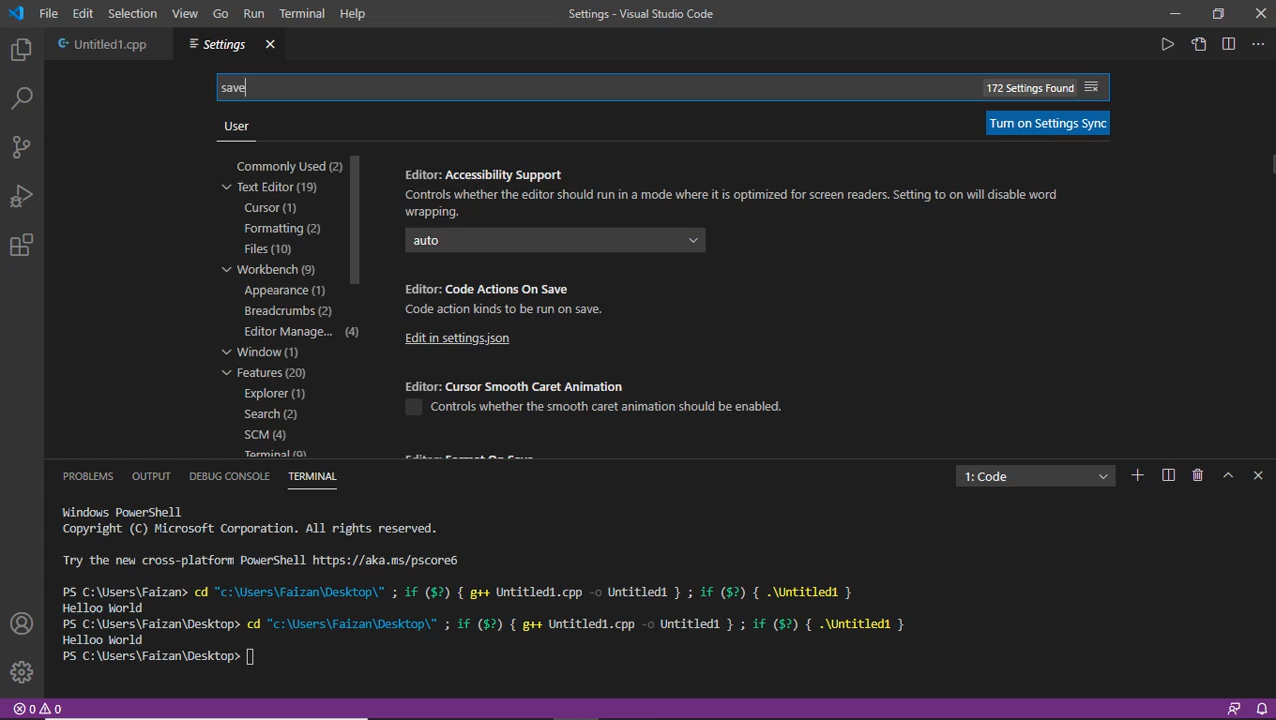 File Edit Selection View Go Run Terminal Help
Settings - Visual Studio Code
Untitled1.cpp
Settings
save
172 Settings Found
User
Turn on Settings Sync
Commonly Used (2)
Text Editor (19)
Cursor (1)
Formatting (2)
Files (10)
Workbench (9)
Appearance (1)
Breadcrumbs (2)
Editor Manage... (4)
Window (1)
Features (20)
Explorer (1)
Search (2)
SCM (4)
Terminal (9)
Editor: Accessibility Support
Controls whether the editor should run in a mode where it is optimized for screen readers. Setting to on will disable word
wrapping.
auto
Editor: Code Actions On Save
Code action kinds to be run on save.
Edit in settings.json
Editor: Cursor Smooth Caret Animation
Controls whether the smooth caret animation should be enabled.
Editor: Format On Save
PROBLEMS OUTPUT DEBUG CONSOLE TERMINAL
1: Code
Windows PowerShell
Copyright (C) Microsoft Corporation. All rights reserved.
Try the new cross-platform PowerShell https://aka.ms/pscore6
PS C:\Users\Faizan> cd "c:\Users\Faizan\Desktop\" ; if ($?) { g++ Untitled1.cpp -o Untitled1 } ; if ($?) { .\Untitled1 }
Helloo World
PS C:\Users\Faizan\Desktop> cd "c:\Users\Faizan\Desktop\" ; if ($?) { g++ Untitled1.cpp -o Untitled1 } ; if ($?) { .\Untitled1 }
Helloo World
PS C:\Users\Faizan\Desktop>
0 0